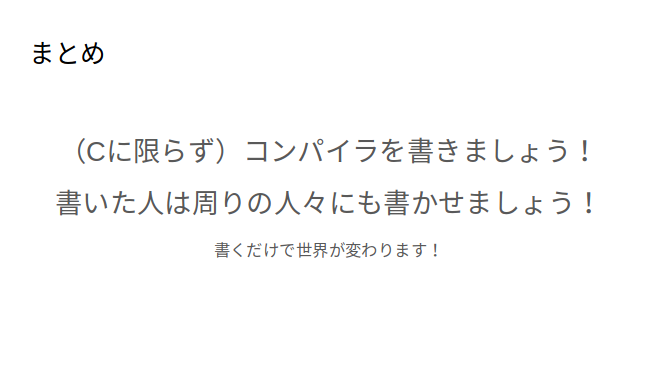 まとめ
（Cに限らず）コンパイラを書きましょう！
書いた人は周りの人々にも書かせましょう！
書くだけで世界が変わります！